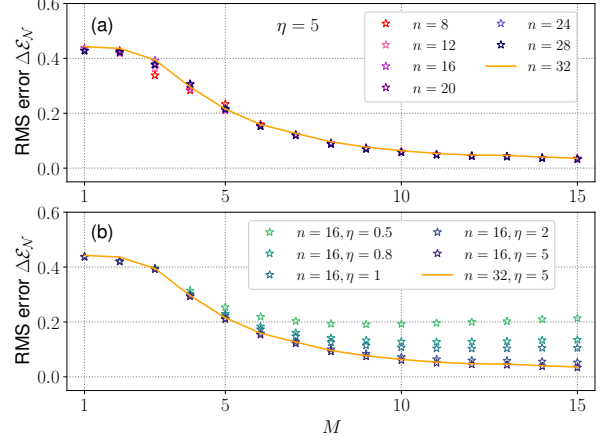 (a)
η = 5
n = 8
n = 12
n = 16
n = 20
n = 24
n = 28
n = 32
RMS error Δℰ_𝒩
0.6
0.4
0.2
0.0
1
5
10
15
(b)
n = 16, η = 0.5
n = 16, η = 0.8
n = 16, η = 1
n = 16, η = 2
n = 16, η = 5
n = 32, η = 5
RMS error Δℰ_𝒩
0.6
0.4
0.2
0.0
1
5
10
15
M